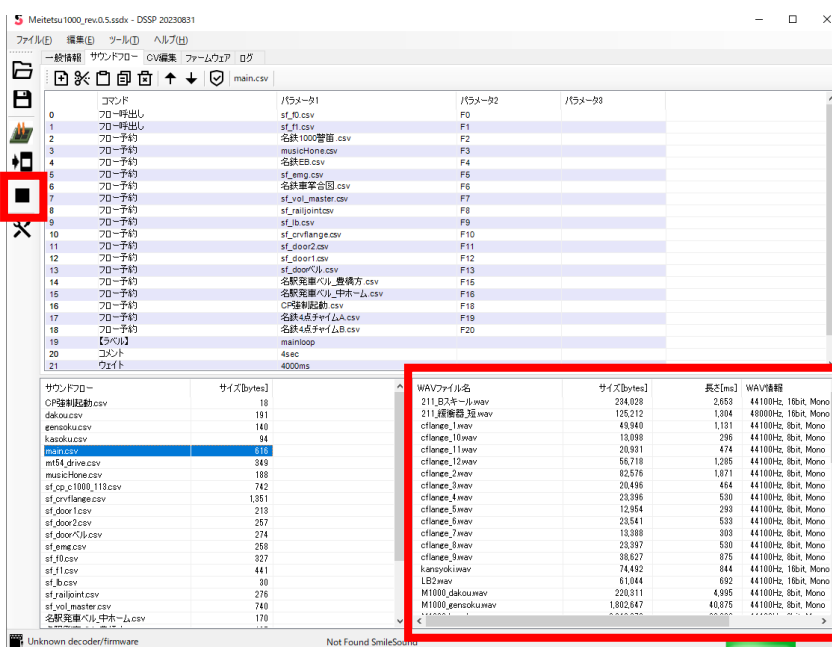 Meitetsu1000_rev.0.5.ssdx - DSSP 20230831
ファイル(F) 編集(E) ツール(T) ヘルプ(H)
一般情報 サウンドフロー CV編集 ファームウェア ログ
main.csv
コマンド パラメータ1 パラメータ2 パラメータ3
0 フロー呼出し sf_f0.csv F0
1 フロー呼出し sf_f1.csv F1
2 フロー予約 名鉄1000警笛.csv F2
3 フロー予約 musicHone.csv F3
4 フロー予約 名鉄EB.csv F4
5 フロー予約 sf_emg.csv F5
6 フロー予約 名鉄車掌合図.csv F6
7 フロー予約 sf_vol_master.csv F7
8 フロー予約 sf_railjoint.csv F8
9 フロー予約 sf_lb.csv F9
10 フロー予約 sf_crvflange.csv F10
11 フロー予約 sf_door2.csv F11
12 フロー予約 sf_door1.csv F12
13 フロー予約 sf_doorベル.csv F13
14 フロー予約 名駅発車ベル_豊橋方.csv F15
15 フロー予約 名駅発車ベル_中ホーム.csv F16
16 フロー予約 CP強制起動.csv F18
17 フロー予約 名鉄4点チャイムA.csv F19
18 フロー予約 名鉄4点チャイムB.csv F20
19 【ラベル】 mainloop
20 コメント 4sec
21 ウェイト 4000ms
サウンドフロー サイズ[bytes]
CP強制起動.csv 18
dakou.csv 191
gensoku.csv 140
kasoku.csv 94
main.csv 616
mt54_drive.csv 349
musicHone.csv 188
sf_cp_c1000_113.csv 742
sf_crvflange.csv 1,351
sf_door1.csv 213
sf_door2.csv 257
sf_doorベル.csv 274
sf_emg.csv 258
sf_f0.csv 327
sf_f1.csv 441
sf_lb.csv 30
sf_railjoint.csv 276
sf_vol_master.csv 740
名駅発車ベル_中ホーム.csv 170
WAVファイル名 サイズ[bytes] 長さ[ms] WAV情報
211_Bスキール.wav 234,028 2,653 44100Hz, 16bit, Mono
211_緩衝器_短.wav 125,212 1,304 48000Hz, 16bit, Mono
cflange_1.wav 49,940 1,131 44100Hz, 8bit, Mono
cflange_10.wav 13,098 296 44100Hz, 8bit, Mono
cflange_11.wav 20,931 474 44100Hz, 8bit, Mono
cflange_12.wav 56,718 1,285 44100Hz, 8bit, Mono
cflange_2.wav 82,576 1,871 44100Hz, 8bit, Mono
cflange_3.wav 20,496 464 44100Hz, 8bit, Mono
cflange_4.wav 23,396 530 44100Hz, 8bit, Mono
cflange_5.wav 12,954 293 44100Hz, 8bit, Mono
cflange_6.wav 23,541 533 44100Hz, 8bit, Mono
cflange_7.wav 13,388 303 44100Hz, 8bit, Mono
cflange_8.wav 23,397 530 44100Hz, 8bit, Mono
cflange_9.wav 38,627 875 44100Hz, 8bit, Mono
kansyoki.wav 74,492 844 44100Hz, 16bit, Mono
LB2.wav 61,044 692 44100Hz, 16bit, Mono
M1000_dakou.wav 220,311 4,995 44100Hz, 8bit, Mono
M1000_gensoku.wav 1,802,647 40,875 44100Hz, 8bit, Mono
Unknown decoder/firmware Not Found SmileSound